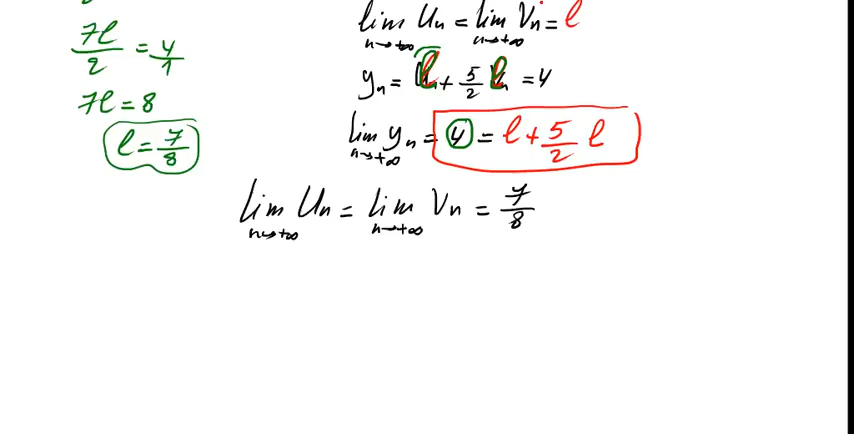 lim Un = lim Vn = l
n→+∞ n→+∞
7l/2 = 4/1
yn = l + 5/2 l = 4
7l = 8
lim yn = 4 = l + 5/2 l
n→+∞
l = 7/8
lim Un = lim Vn = 7/8
n→+∞ n→+∞